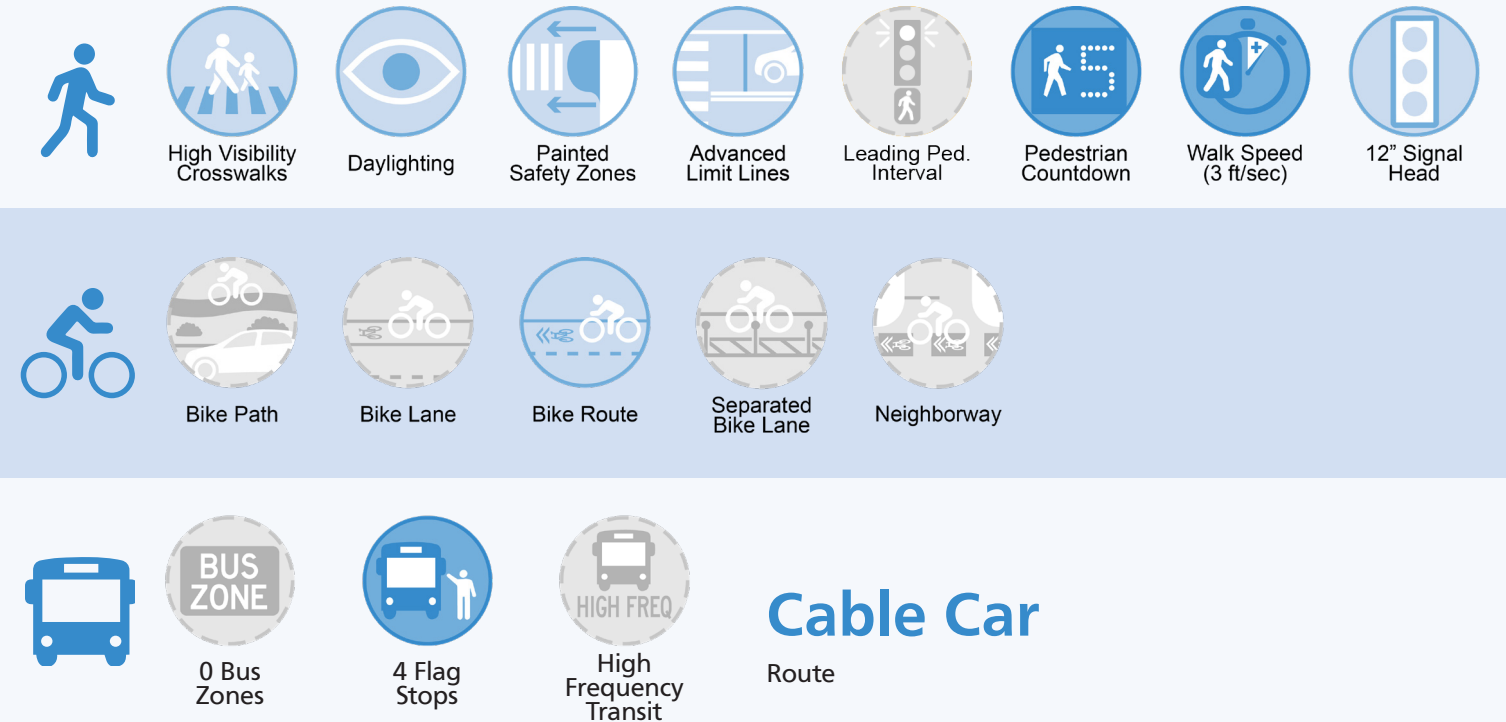 5
High Visibility
Crosswalks
Daylighting
Painted
Safety Zones
Advanced
Limit Lines
Leading Ped.
Interval
Pedestrian
Countdown
Walk Speed
(3 ft/sec)
12” Signal
Head
Bike Path
Bike Lane
Bike Route
Separated
Bike Lane
Neighborway
BUS
ZONE
0 Bus
Zones
4 Flag
Stops
HIGH FREQ
High
Frequency
Transit
Cable Car
Route